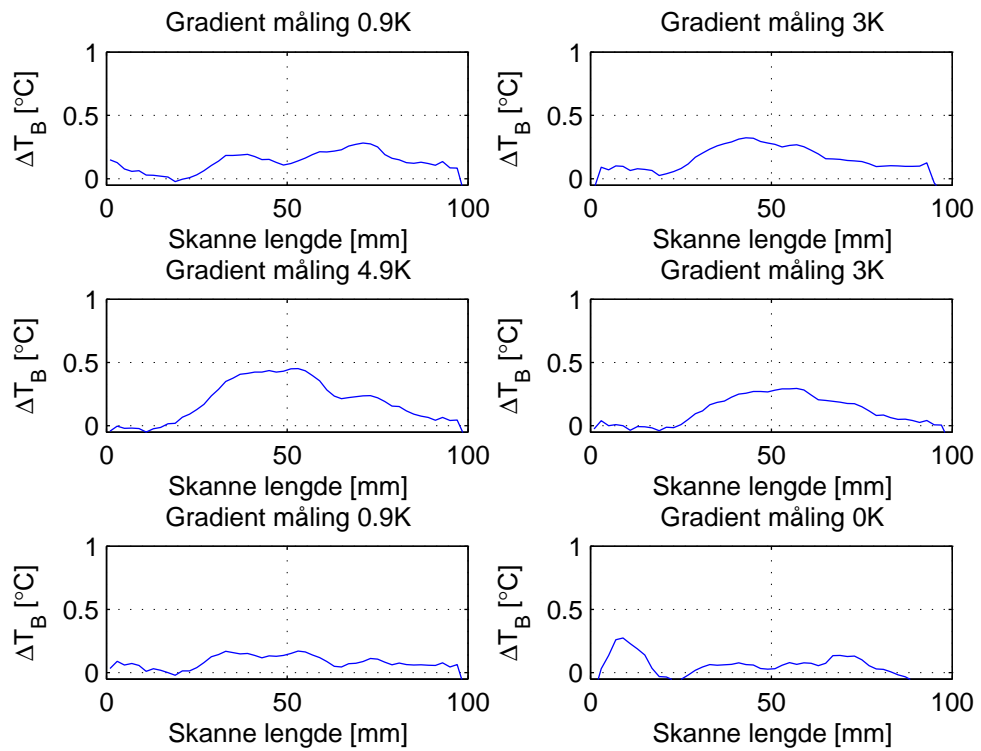 Gradient måling 0.9K
1
0.5
0
ΔT_B [°C]
0 50 100
Skanne lengde [mm]
Gradient måling 3K
1
0.5
0
ΔT_B [°C]
0 50 100
Skanne lengde [mm]
Gradient måling 4.9K
1
0.5
0
ΔT_B [°C]
0 50 100
Skanne lengde [mm]
Gradient måling 3K
1
0.5
0
ΔT_B [°C]
0 50 100
Skanne lengde [mm]
Gradient måling 0.9K
1
0.5
0
ΔT_B [°C]
0 50 100
Skanne lengde [mm]
Gradient måling 0K
1
0.5
0
ΔT_B [°C]
0 50 100
Skanne lengde [mm]